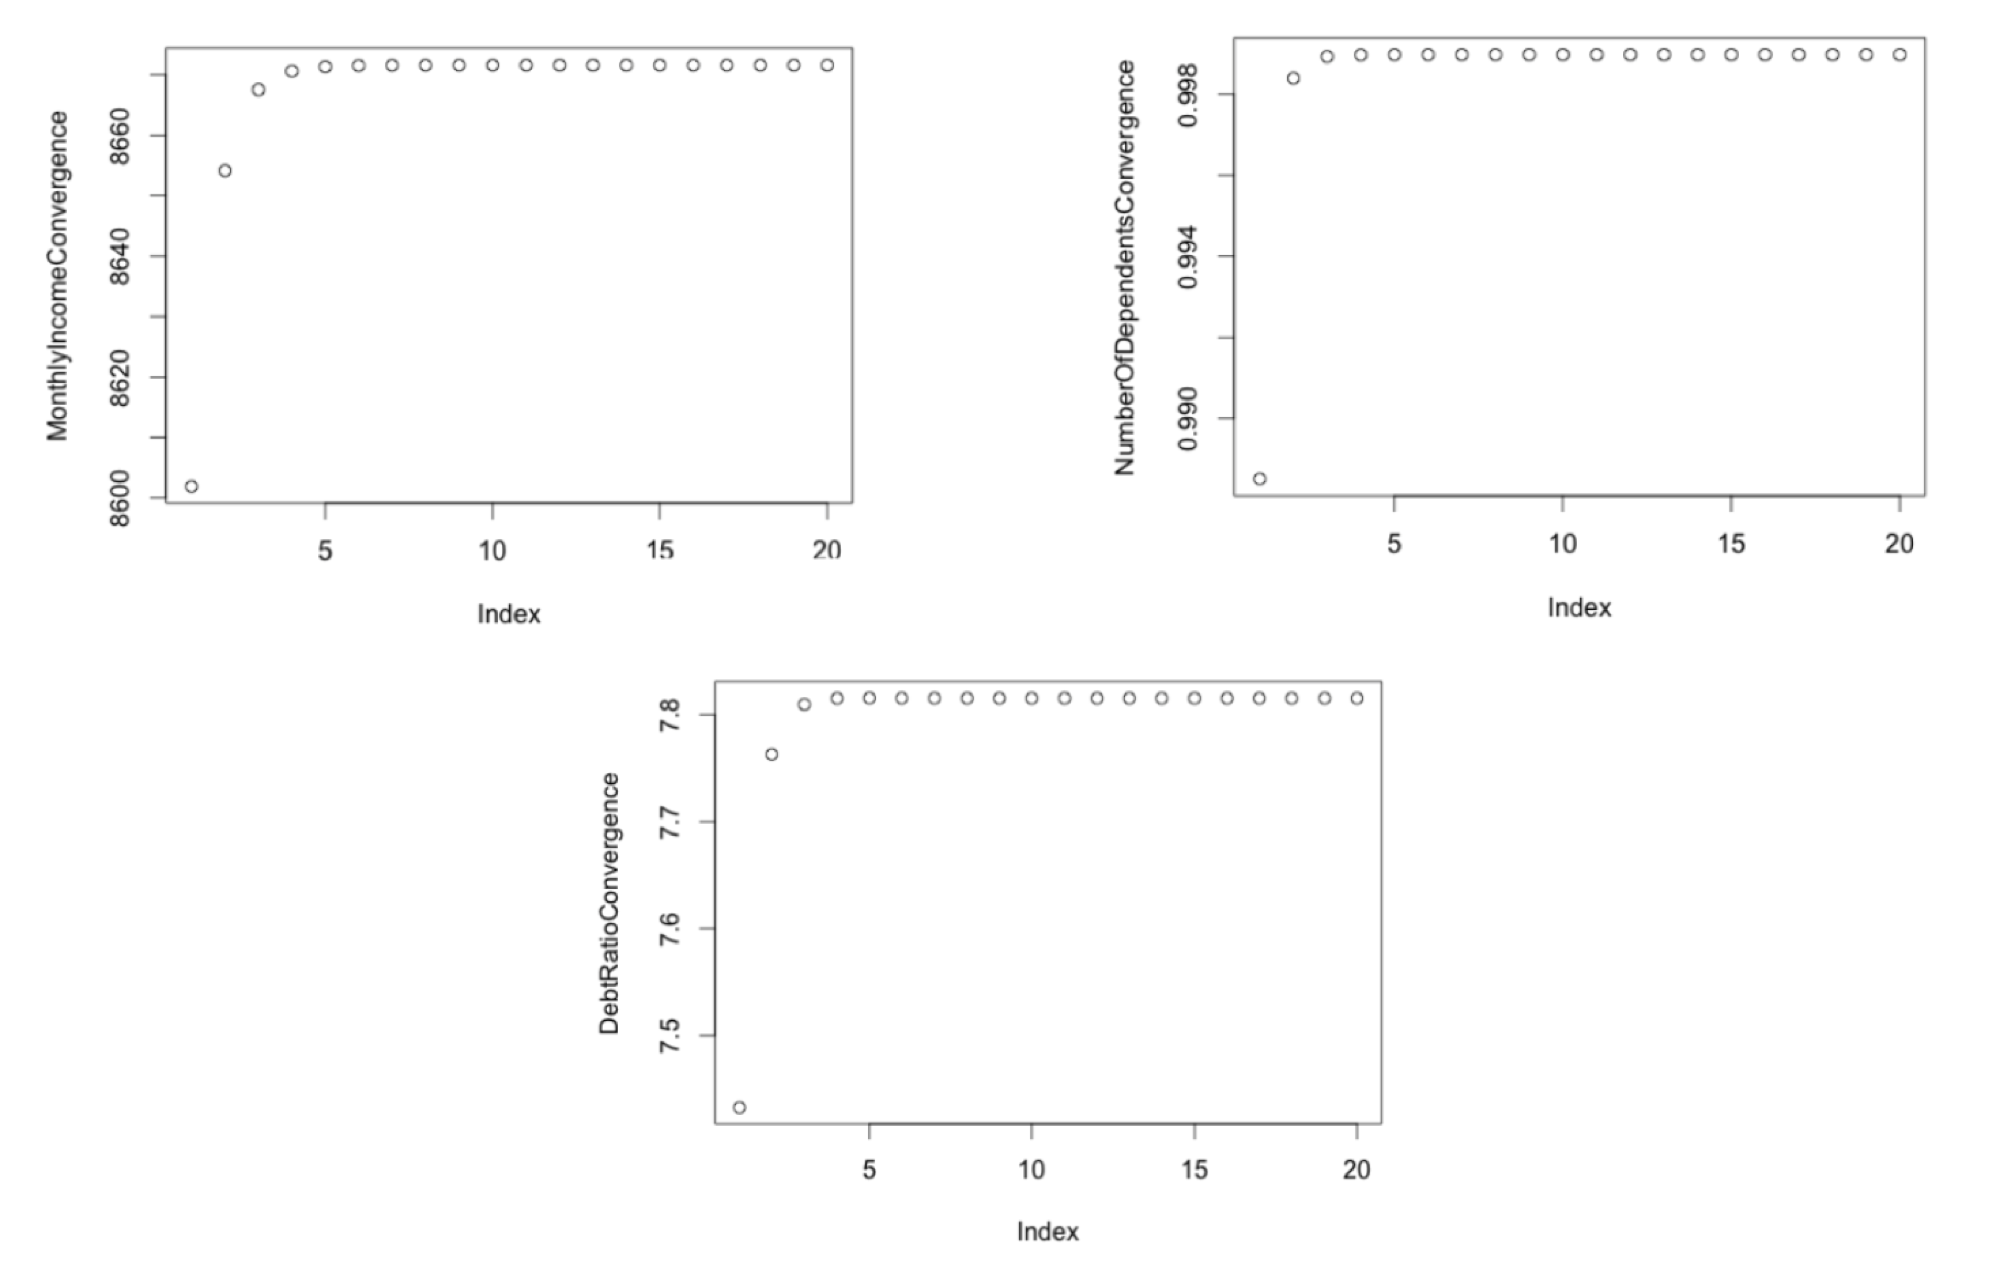 MonthlyIncomeConvergence
8660
8640
8620
8600
5 10 15 20
Index
NumberOfDependentsConvergence
0.998
0.994
0.990
5 10 15 20
Index
DebtRatioConvergence
7.8
7.7
7.6
7.5
5 10 15 20
Index